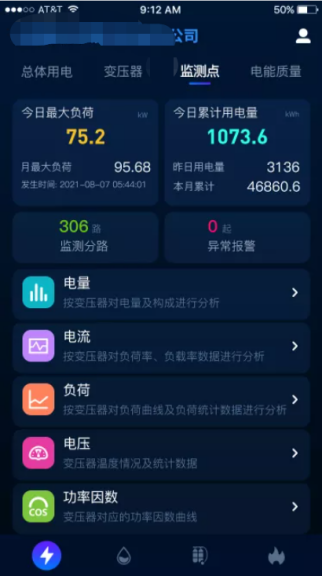 AT&T 9:12 AM 50%
公司
总体用电 变压器 监测点 电能质量
今日最大负荷 kW
75.2
月最大负荷 95.68
发生时间: 2021-08-07 05:44:01
今日累计用电量 kWh
1073.6
昨日用电量 3136
本月累计 46860.6
306 路
监测分路
0 起
异常报警
电量
按变压器对电量及构成进行分析
电流
按变压器对负荷率、负载率数据进行分析
负荷
按变压器对负荷曲线及负荷统计数据进行分析
电压
变压器温度情况及统计数据
COS
功率因数
变压器对应的功率因数曲线